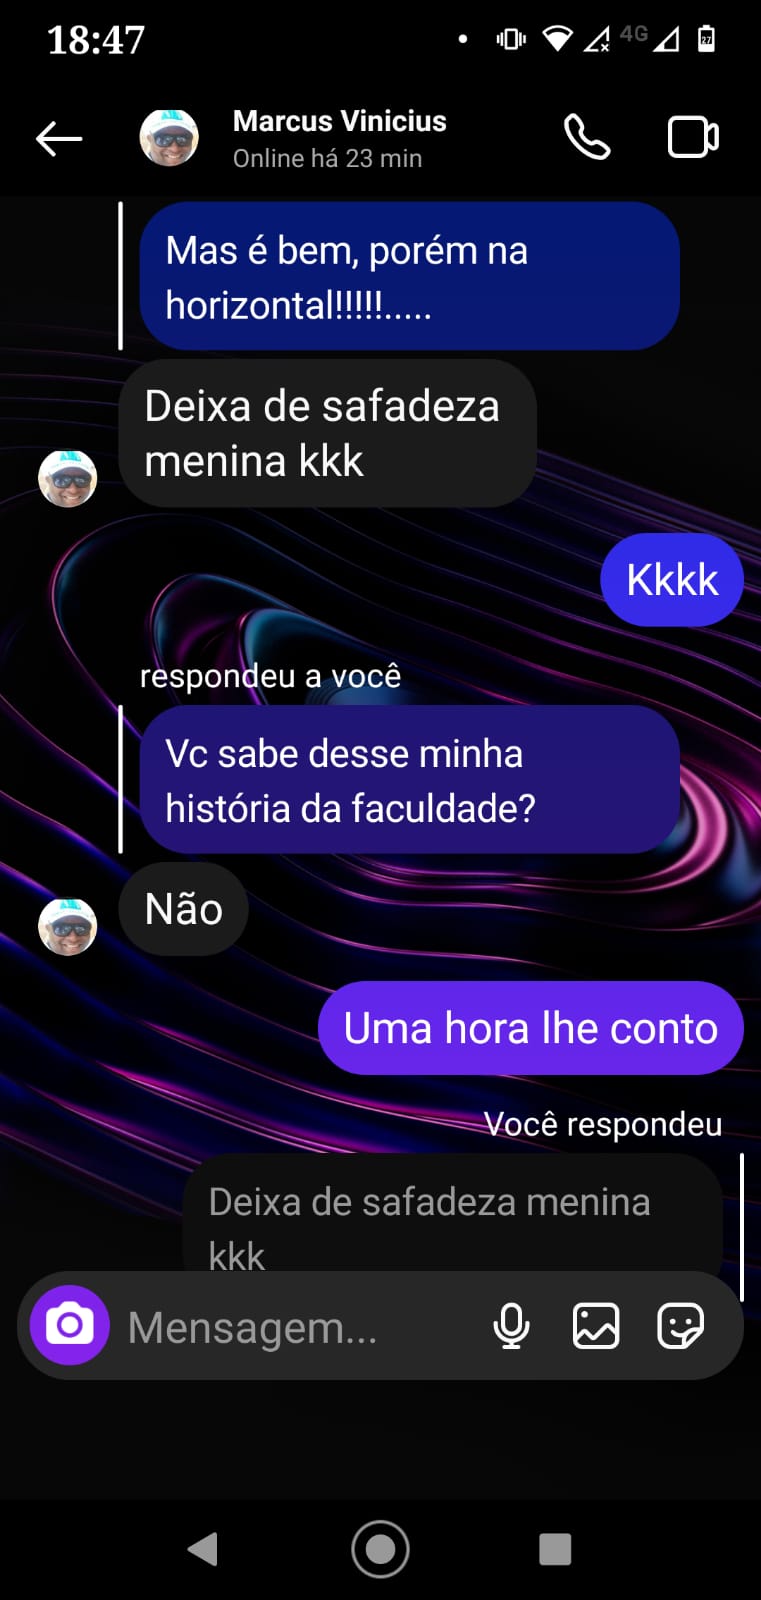 18:47
4G
27
Marcus Vinicius
Online há 23 min
Mas é bem, porém na
horizontal!!!!!.....
Deixa de safadeza
menina kkk
Kkkk
respondeu a você
Vc sabe desse minha
história da faculdade?
Não
Uma hora lhe conto
Você respondeu
Deixa de safadeza menina
kkk
Mensagem...